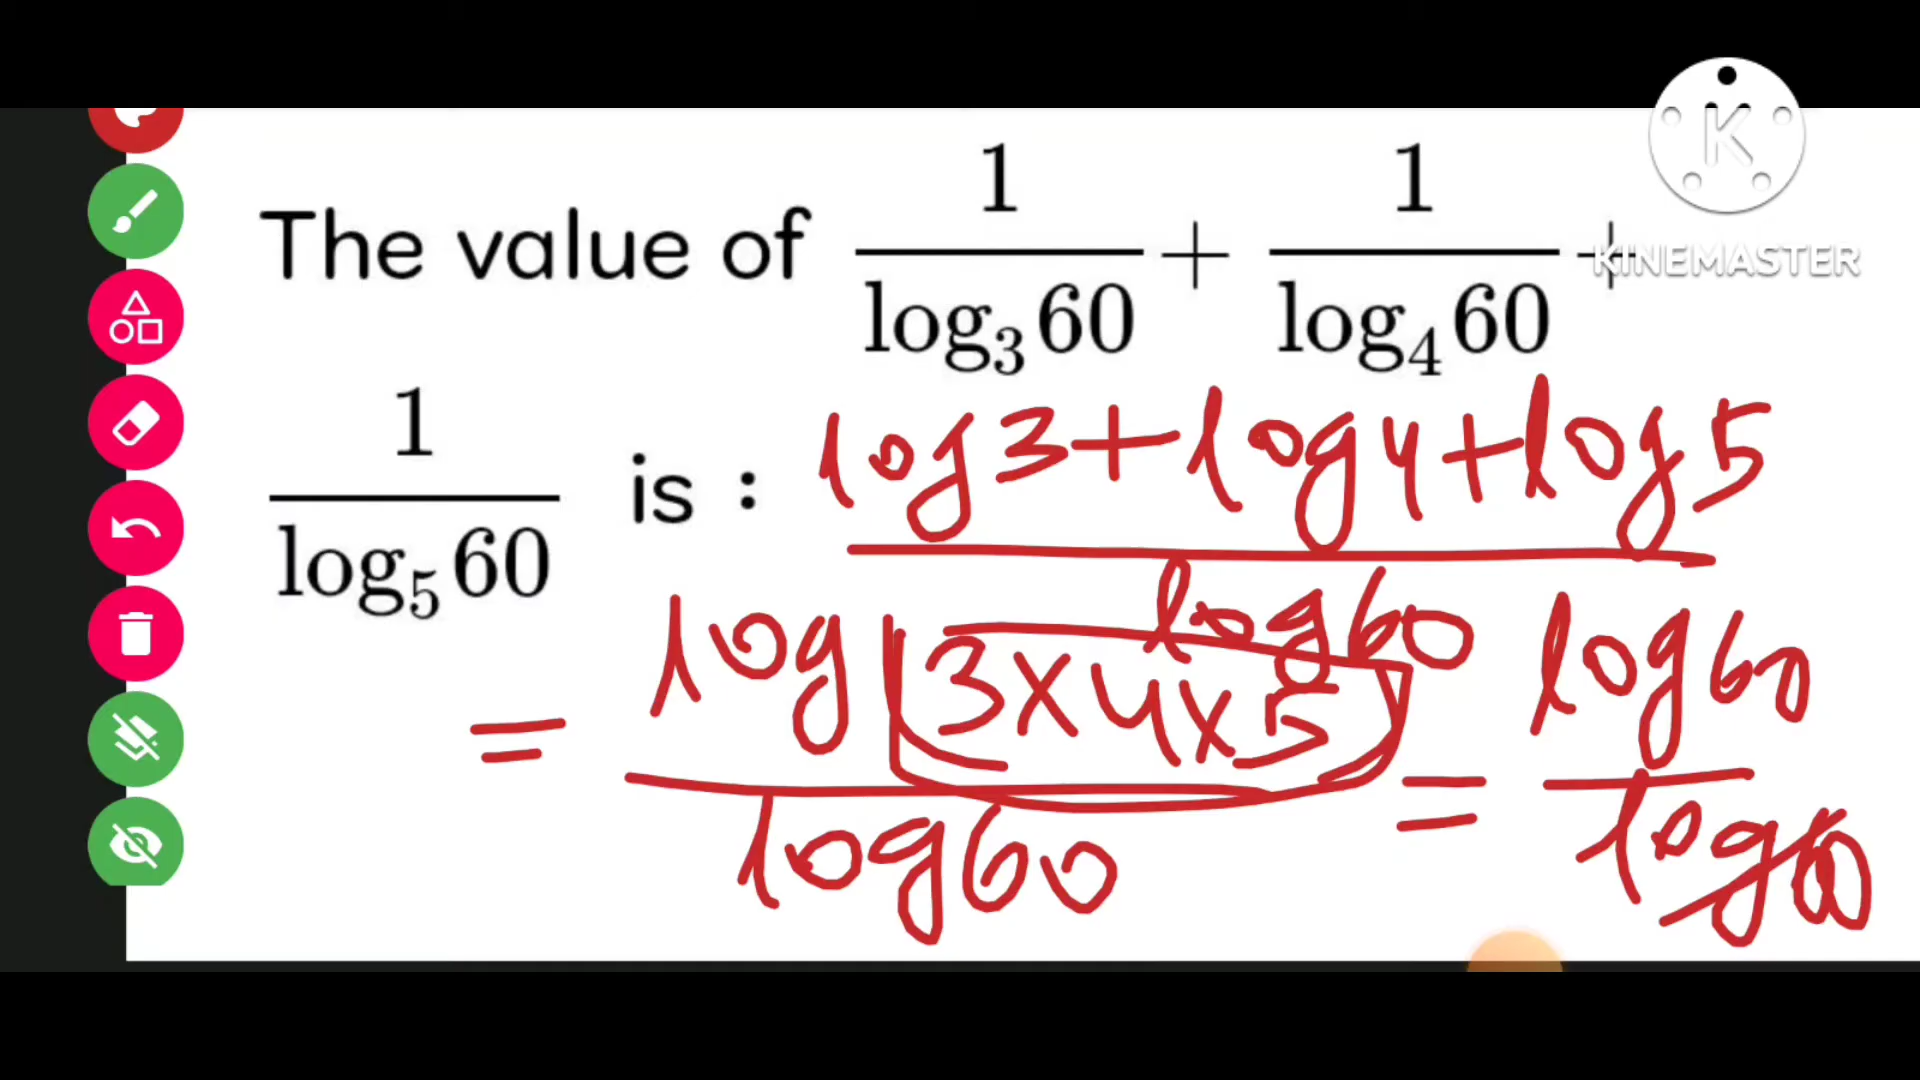 K
KINEMASTER
The value of 1/log₃60 + 1/log₄60 +
1/log₅60 is :
log3+log4+log5
log60
= log(3×4×5)/log60 = log60/log60